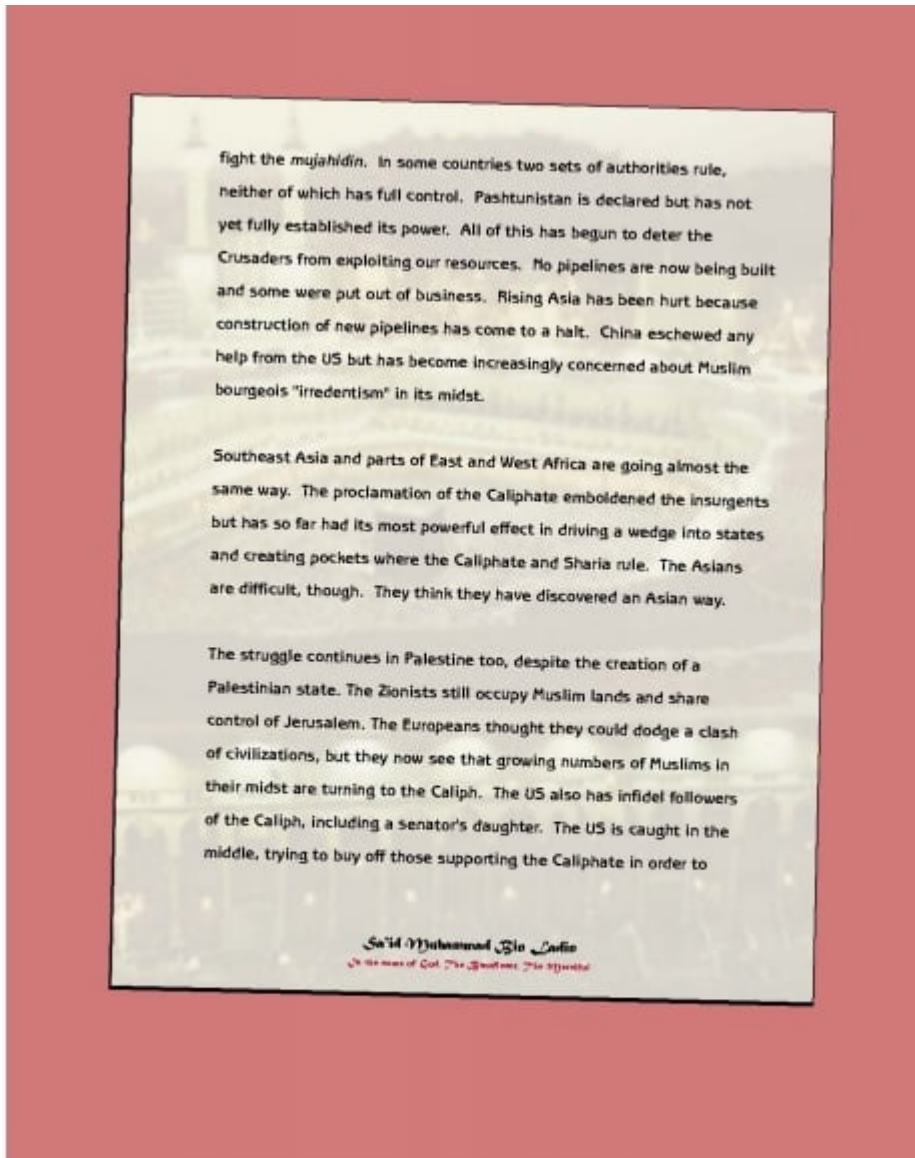 fight the mujahidin. In some countries two sets of authorities rule,
neither of which has full control. Pashtunistan is declared but has not
yet fully established its power. All of this has begun to deter the
Crusaders from exploiting our resources. No pipelines are now being built
and some were put out of business. Rising Asia has been hurt because
construction of new pipelines has come to a halt. China eschewed any
help from the US but has become increasingly concerned about Muslim
bourgeois "irredentism" in its midst.
Southeast Asia and parts of East and West Africa are going almost the
same way. The proclamation of the Caliphate emboldened the insurgents
but has so far had its most powerful effect in driving a wedge into states
and creating pockets where the Caliphate and Sharia rule. The Asians
are difficult, though. They think they have discovered an Asian way.
The struggle continues in Palestine too, despite the creation of a
Palestinian state. The Zionists still occupy Muslim lands and share
control of Jerusalem. The Europeans thought they could dodge a clash
of civilizations, but they now see that growing numbers of Muslims in
their midst are turning to the Caliph. The US also has infidel followers
of the Caliph, including a senator's daughter. The US is caught in the
middle, trying to buy off those supporting the Caliphate in order to
Sa'id Muhammad Bin Ladin
In the name of God, The Beneficent, The Merciful